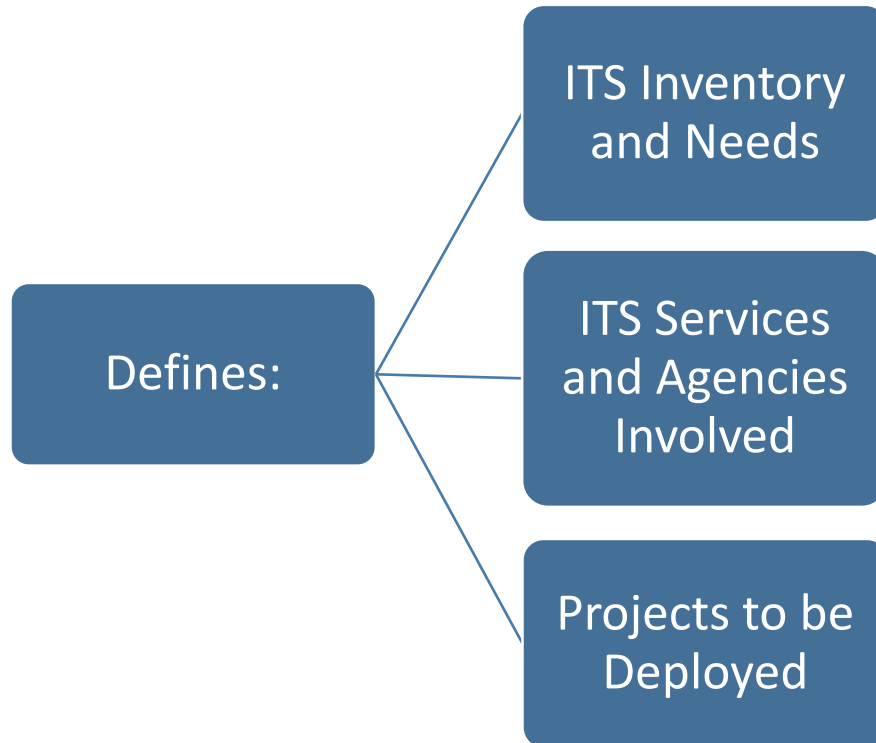 Defines:
ITS Inventory
and Needs
ITS Services
and Agencies
Involved
Projects to be
Deployed